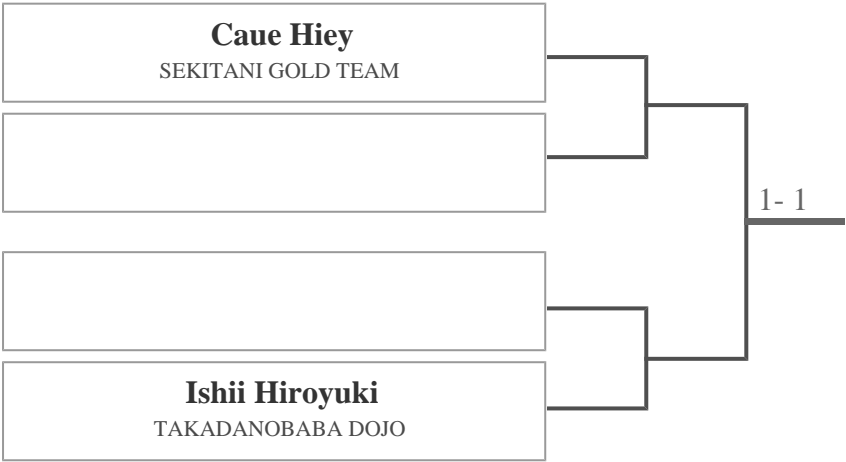 Caue Hiey
SEKITANI GOLD TEAM
1- 1
Ishii Hiroyuki
TAKADANOBABA DOJO